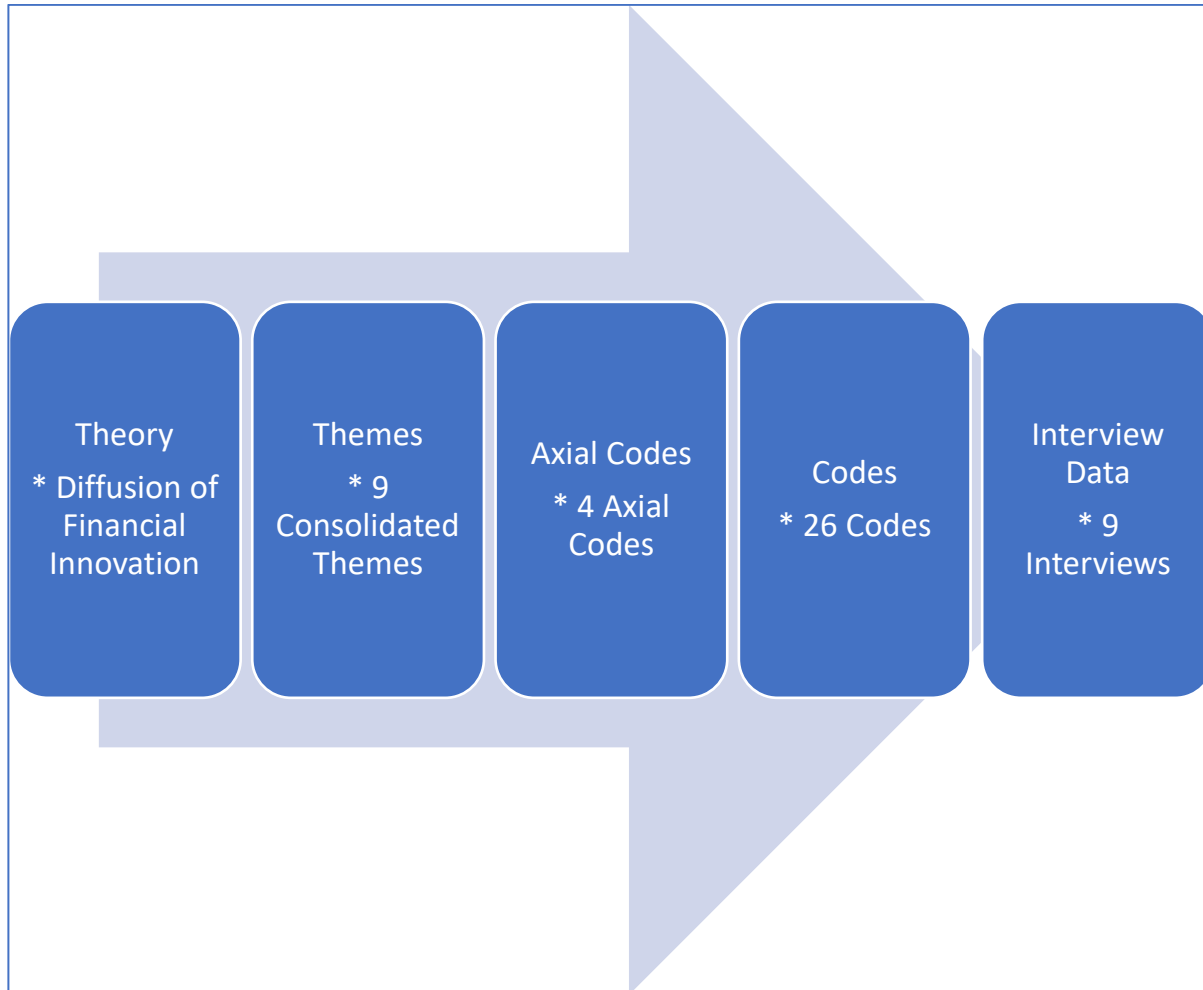 Theory
* Diffusion of
Financial
Innovation
Themes
* 9
Consolidated
Themes
Axial Codes
* 4 Axial
Codes
Codes
* 26 Codes
Interview
Data
* 9
Interviews